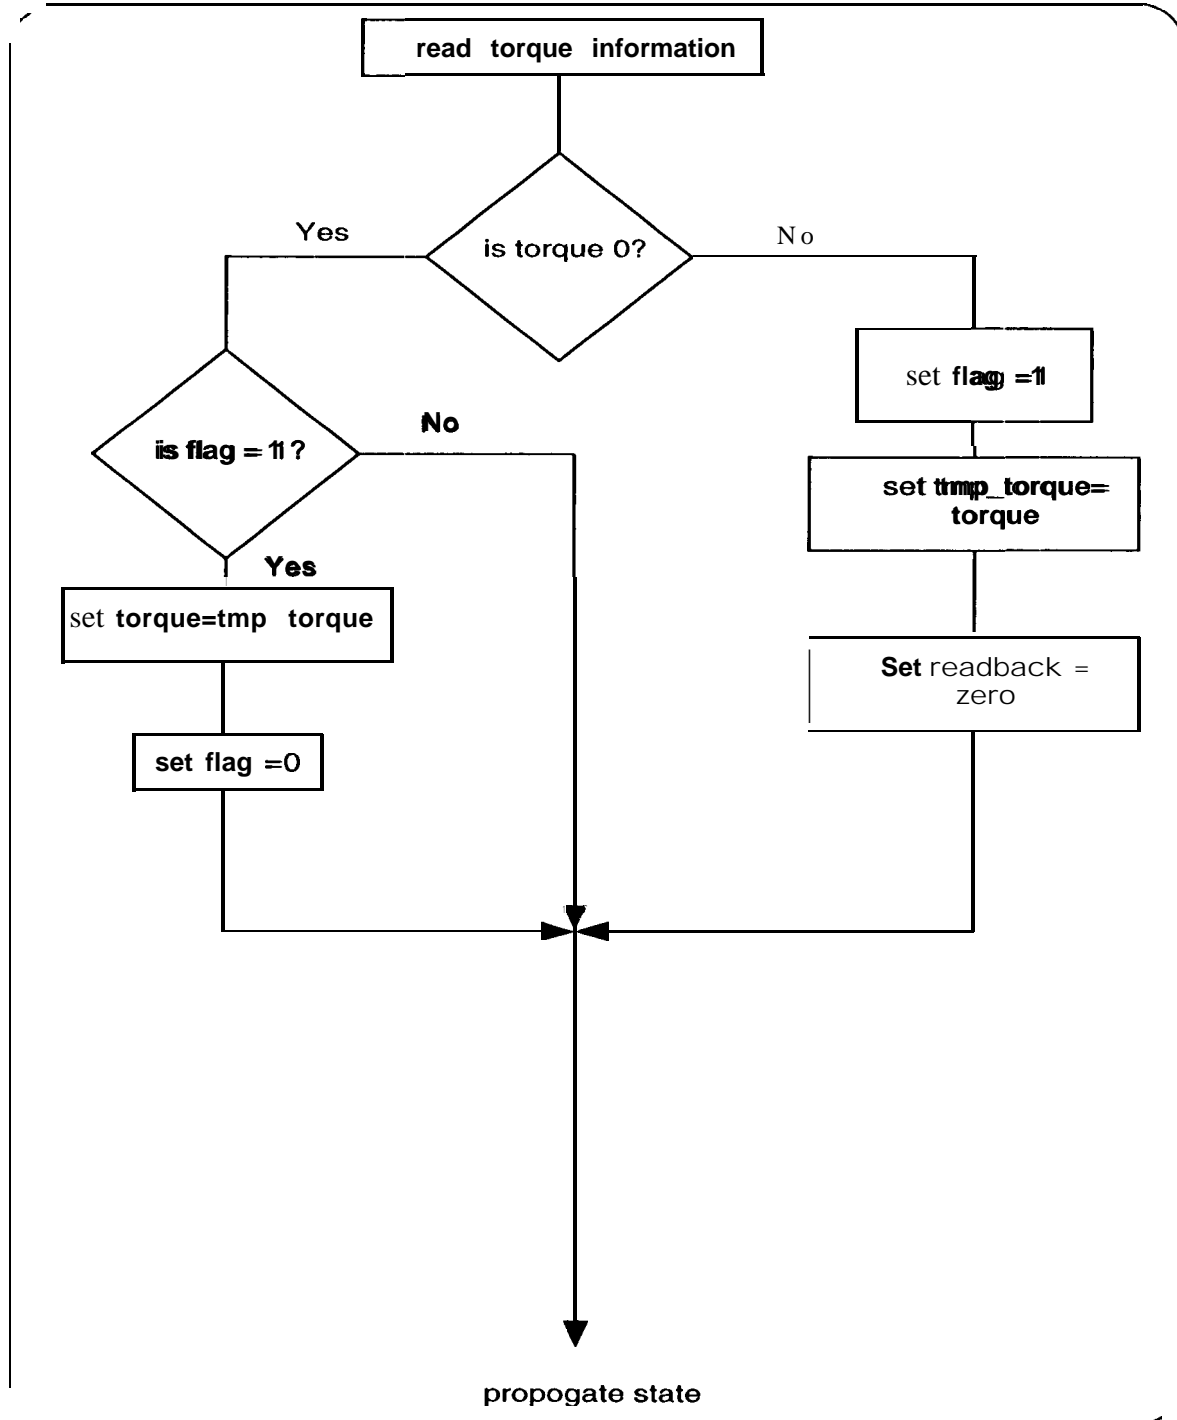 read torque information
is torque 0?
Yes
No
set flag =1
is flag = 1?
No
set tmp_torque=
torque
Yes
set torque=tmp torque
Set readback =
zero
set flag =0
propogate state